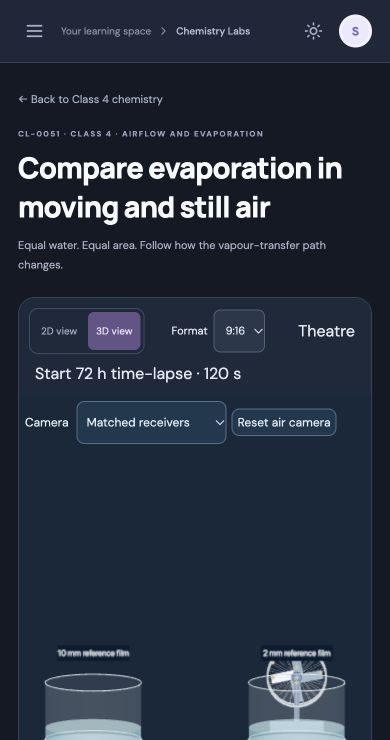 Your learning space > Chemistry Labs
S
← Back to Class 4 chemistry
CL-0051 · CLASS 4 · AIRFLOW AND EVAPORATION
Compare evaporation in
moving and still air
Equal water. Equal area. Follow how the vapour-transfer path
changes.
2D view 3D view Format 9:16 Theatre
Start 72 h time-lapse · 120 s
Camera Matched receivers Reset air camera
10 mm reference film 2 mm reference film